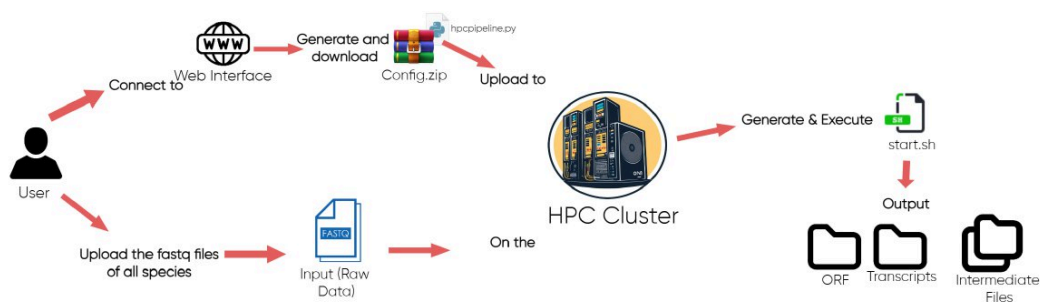 hpcpipeline.py
WWW
Generate and
download
Web Interface
Config.zip
Connect to
Upload to
User
HPC Cluster
Generate & Execute
SH
start.sh
Output
Upload the fastq files
of all species
FASTQ
Input (Raw
Data)
On the
ORF
Transcripts
Intermediate
Files